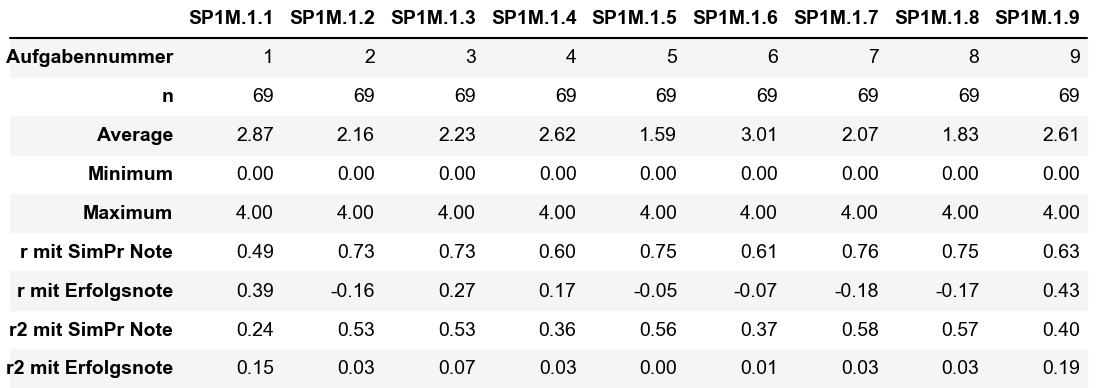 SP1M.1.1 SP1M.1.2 SP1M.1.3 SP1M.1.4 SP1M.1.5 SP1M.1.6 SP1M.1.7 SP1M.1.8 SP1M.1.9
Aufgabennummer 1 2 3 4 5 6 7 8 9
n 69 69 69 69 69 69 69 69 69
Average 2.87 2.16 2.23 2.62 1.59 3.01 2.07 1.83 2.61
Minimum 0.00 0.00 0.00 0.00 0.00 0.00 0.00 0.00 0.00
Maximum 4.00 4.00 4.00 4.00 4.00 4.00 4.00 4.00 4.00
r mit SimPr Note 0.49 0.73 0.73 0.60 0.75 0.61 0.76 0.75 0.63
r mit Erfolgsnote 0.39 -0.16 0.27 0.17 -0.05 -0.07 -0.18 -0.17 0.43
r2 mit SimPr Note 0.24 0.53 0.53 0.36 0.56 0.37 0.58 0.57 0.40
r2 mit Erfolgsnote 0.15 0.03 0.07 0.03 0.00 0.01 0.03 0.03 0.19